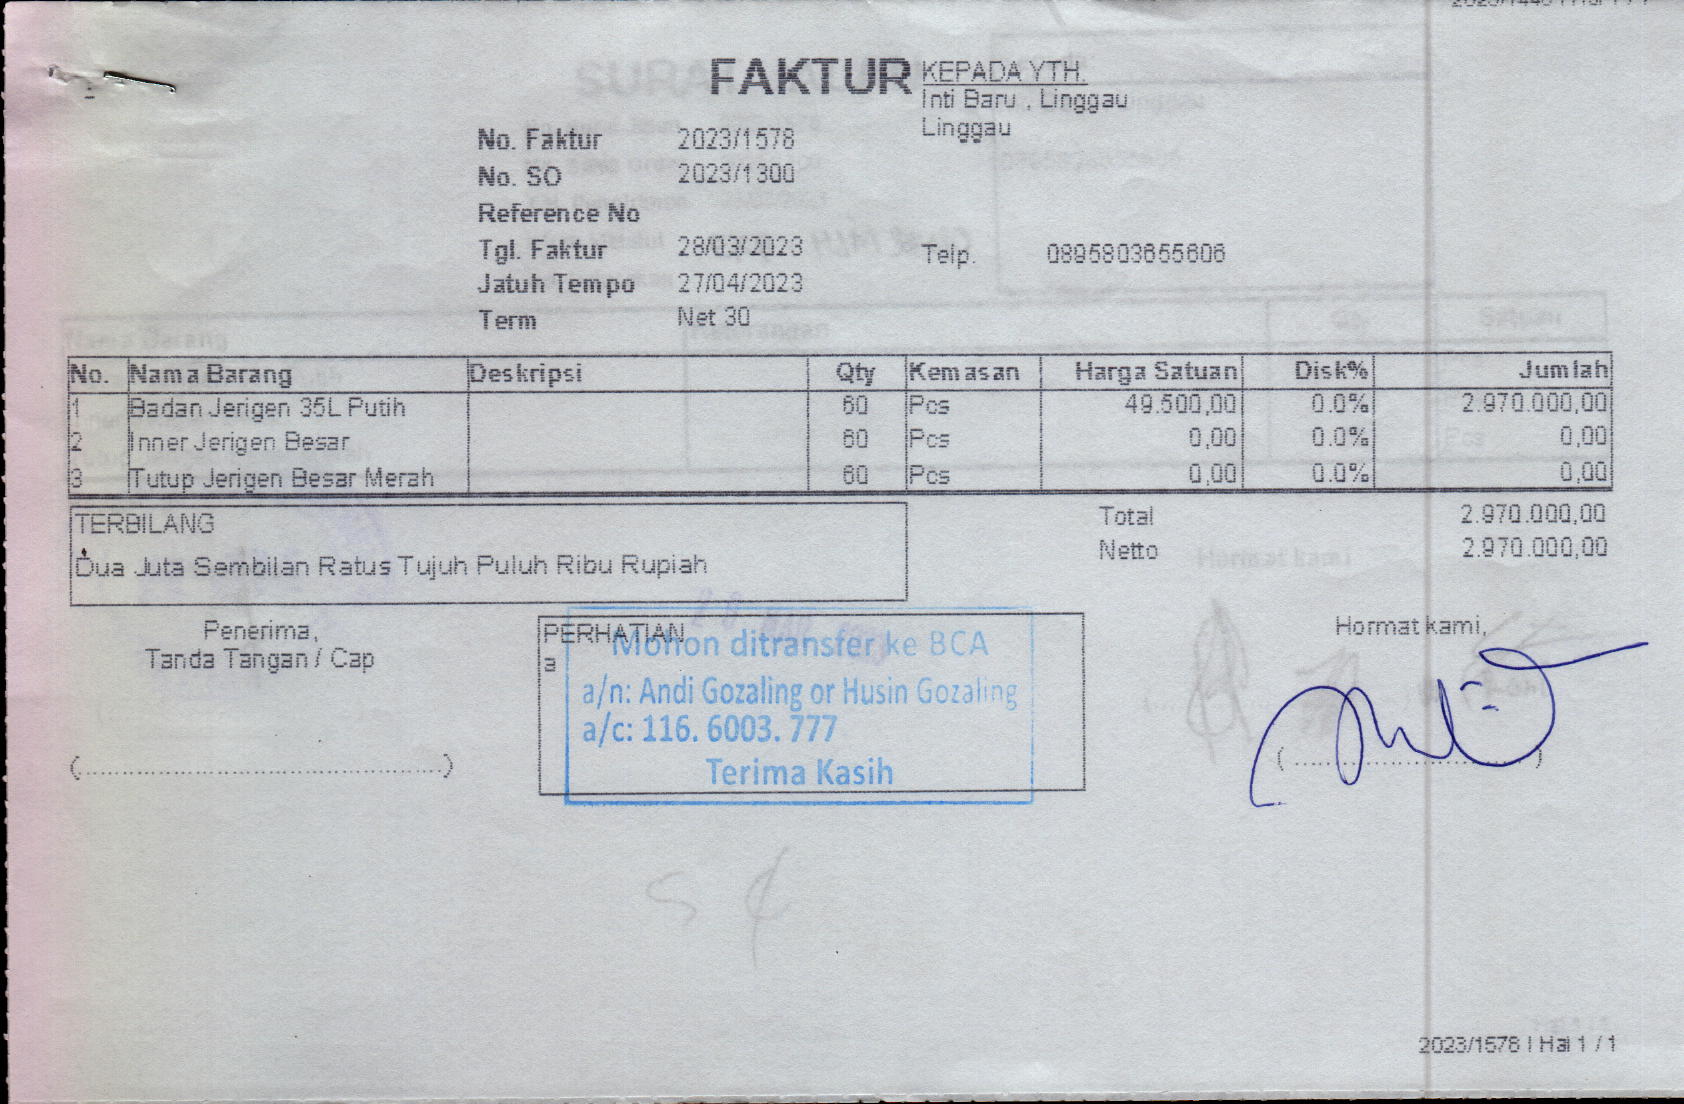 FAKTUR
KEPADA YTH.
Inti Baru , Linggau
Linggau
No. Faktur 2023/1578
No. SO 2023/1300
Reference No
Tgl. Faktur 28/03/2023
Telp. 0895803655606
Jatuh Tempo 27/04/2023
Term Net 30
No. Nama Barang Deskripsi Qty Kemasan Harga Satuan Disk% Jumlah
1 Badan Jerigen 35L Putih 60 Pcs 49.500,00 0.0% 2.970.000,00
2 Inner Jerigen Besar 60 Pcs 0,00 0.0% 0,00
3 Tutup Jerigen Besar Merah 60 Pcs 0,00 0.0% 0,00
TERBILANG
Dua Juta Sembilan Ratus Tujuh Puluh Ribu Rupiah
Total 2.970.000,00
Netto 2.970.000,00
Penerima,
Tanda Tangan / Cap
(..........................................)
PERHATIAN
a
Mohon ditransfer ke BCA
a/n: Andi Gozaling or Husin Gozaling
a/c: 116. 6003. 777
Terima Kasih
Hormat kami,
(..............................)
2023/1578 | Hal 1 / 1